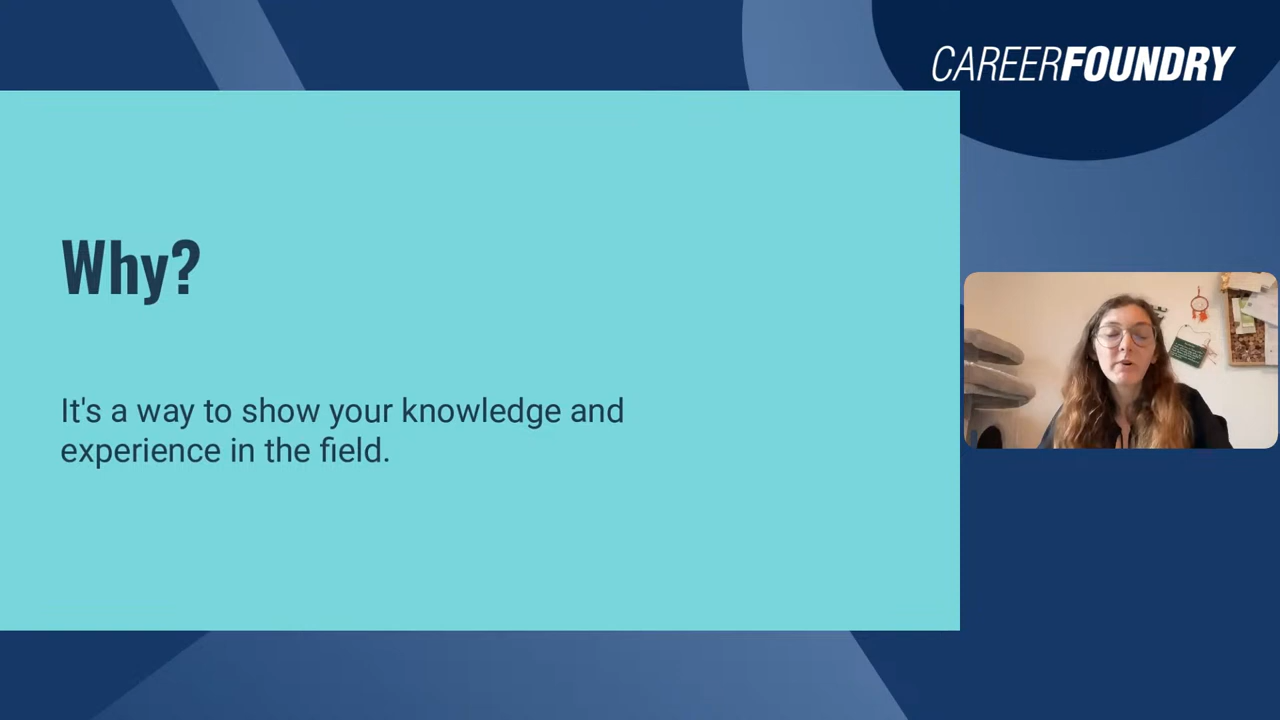 CAREERFOUNDRY
Why?
It's a way to show your knowledge and
experience in the field.